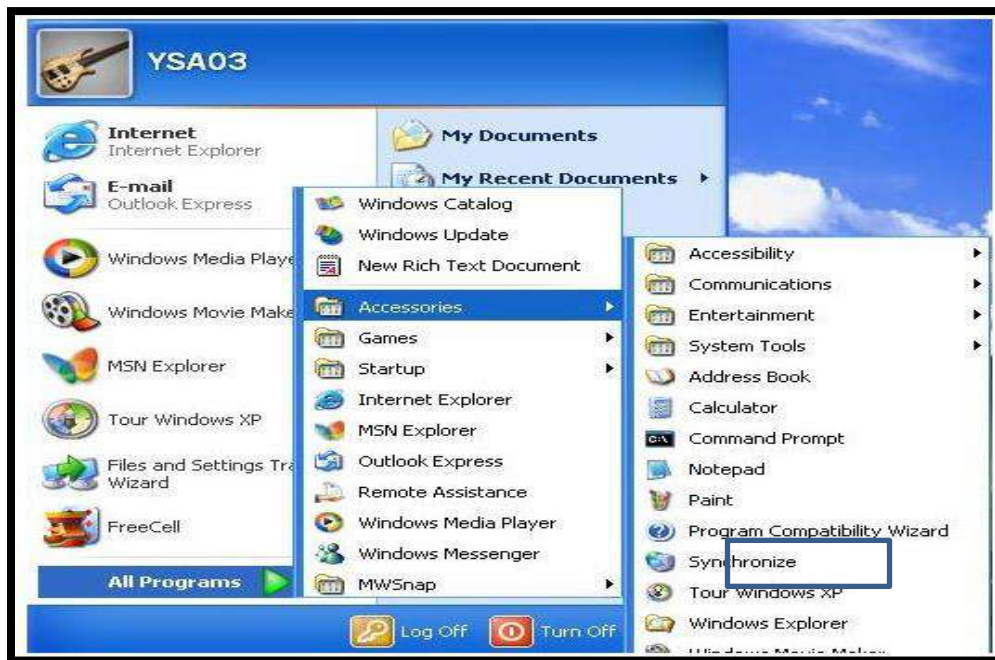 YSA03
Internet
Internet Explorer
E-mail
Outlook Express
Windows Media Playe
Windows Movie Make
MSN Explorer
Tour Windows XP
Files and Settings Tra
Wizard
FreeCell
All Programs
My Documents
My Recent Documents
Windows Catalog
Windows Update
New Rich Text Document
Accessories
Games
Startup
Internet Explorer
MSN Explorer
Outlook Express
Remote Assistance
Windows Media Player
Windows Messenger
MWSnap
Accessibility
Communications
Entertainment
System Tools
Address Book
Calculator
Command Prompt
Notepad
Paint
Program Compatibility Wizard
Synchronize
Tour Windows XP
Windows Explorer
Windows Movie Maker
Log Off
Turn Off